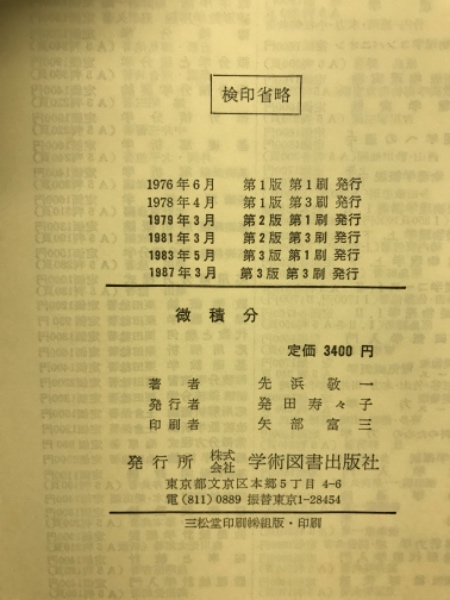 検印省略
1976年6月 第1版 第1刷 発行
1978年4月 第1版 第3刷 発行
1979年3月 第2版 第1刷 発行
1981年3月 第2版 第3刷 発行
1983年5月 第3版 第1刷 発行
1987年3月 第3版 第3刷 発行
微積分
定価 3400 円
著者 先浜敬一
発行者 発田寿々子
印刷者 矢部富三
発行所 株式会社 学術図書出版社
東京都文京区本郷5丁目 4-6
電(811)0889 振替東京1-28454
三松堂印刷㈱組版・印刷